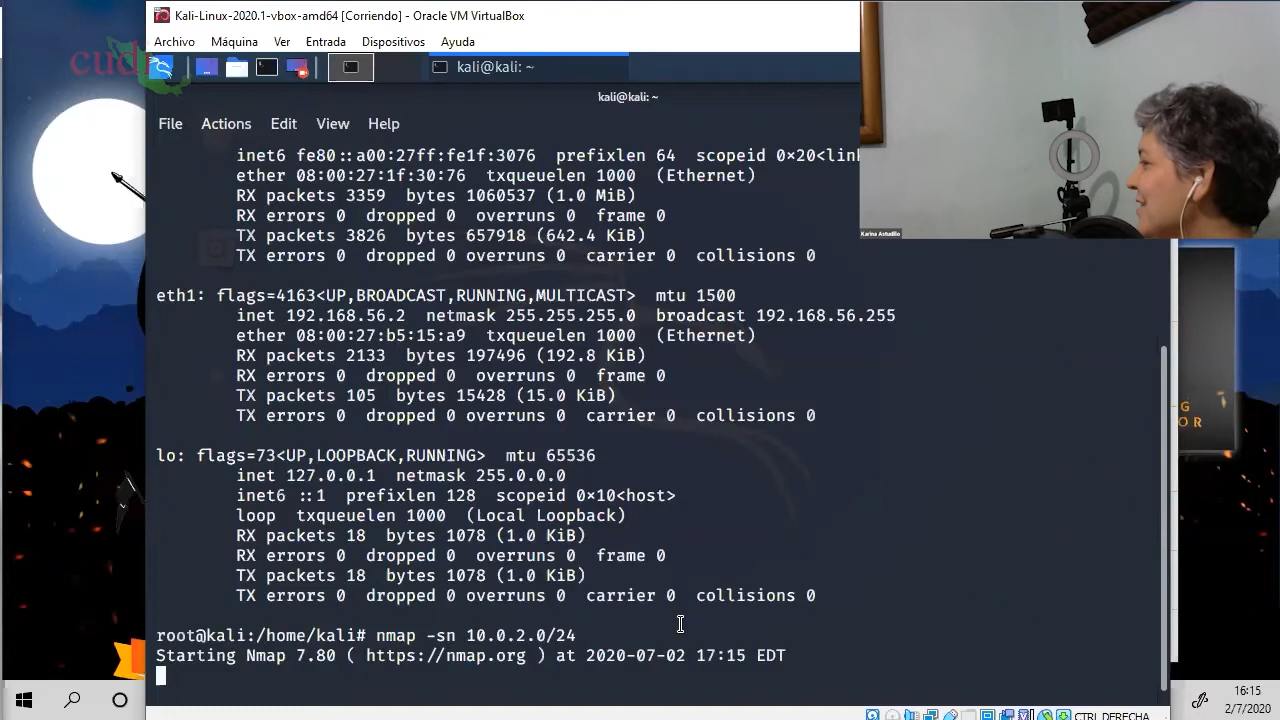 Kali-Linux-2020.1-vbox-amd64 [Corriendo] - Oracle VM VirtualBox
Archivo Máquina Ver Entrada Dispositivos Ayuda
cudi
kali@kali: ~
kali@kali: ~
File Actions Edit View Help
inet6 fe80::a00:27ff:fe1f:3076 prefixlen 64 scopeid 0×20<link
ether 08:00:27:1f:30:76 txqueuelen 1000 (Ethernet)
RX packets 3359 bytes 1060537 (1.0 MiB)
RX errors 0 dropped 0 overruns 0 frame 0
TX packets 3826 bytes 657918 (642.4 KiB)
TX errors 0 dropped 0 overruns 0 carrier 0 collisions 0
Karina Astudillo
eth1: flags=4163<UP,BROADCAST,RUNNING,MULTICAST> mtu 1500
inet 192.168.56.2 netmask 255.255.255.0 broadcast 192.168.56.255
ether 08:00:27:b5:15:a9 txqueuelen 1000 (Ethernet)
RX packets 2133 bytes 197496 (192.8 KiB)
RX errors 0 dropped 0 overruns 0 frame 0
TX packets 105 bytes 15428 (15.0 KiB)
TX errors 0 dropped 0 overruns 0 carrier 0 collisions 0
G
OR
lo: flags=73<UP,LOOPBACK,RUNNING> mtu 65536
inet 127.0.0.1 netmask 255.0.0.0
inet6 ::1 prefixlen 128 scopeid 0×10<host>
loop txqueuelen 1000 (Local Loopback)
RX packets 18 bytes 1078 (1.0 KiB)
RX errors 0 dropped 0 overruns 0 frame 0
TX packets 18 bytes 1078 (1.0 KiB)
TX errors 0 dropped 0 overruns 0 carrier 0 collisions 0
root@kali:/home/kali# nmap -sn 10.0.2.0/24
Starting Nmap 7.80 ( https://nmap.org ) at 2020-07-02 17:15 EDT
CTRL DERECHA
16:15
2/7/2020